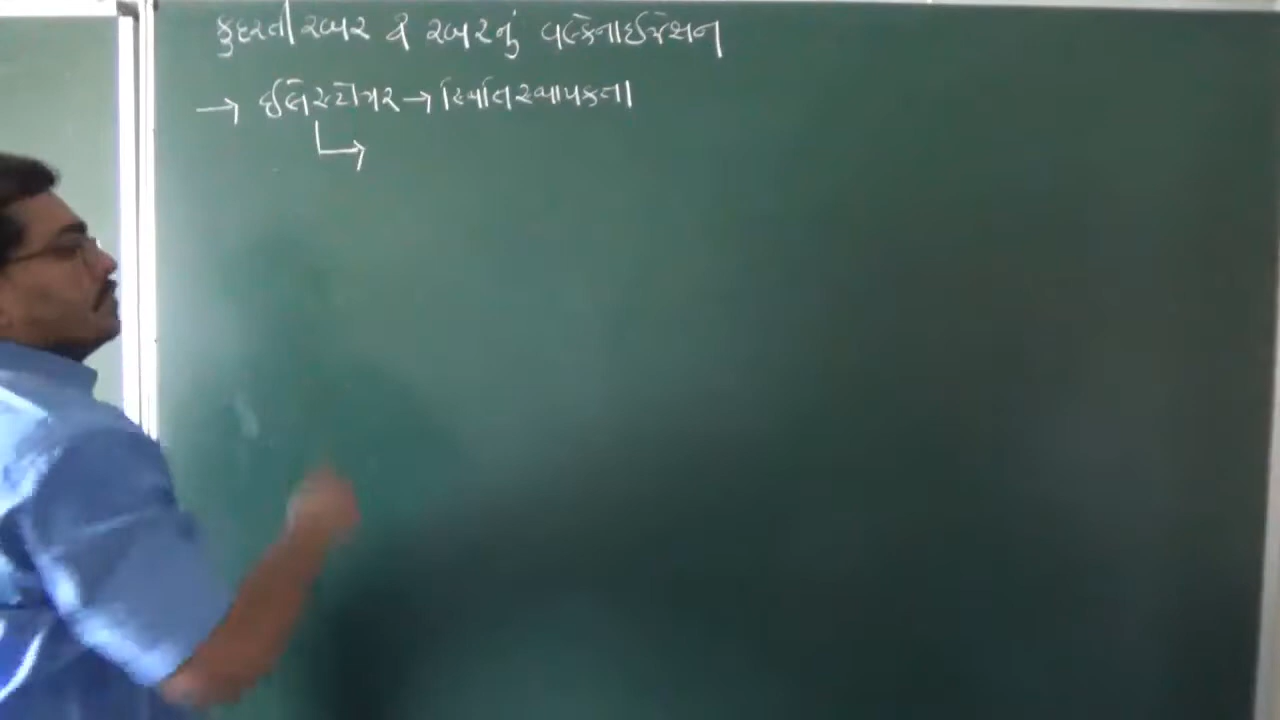 કુદરતી રબર ને રબરનું વલ્કેનાઈઝેશન
→ ઈલેસ્ટોમર → સ્થિતિસ્થાપકતા